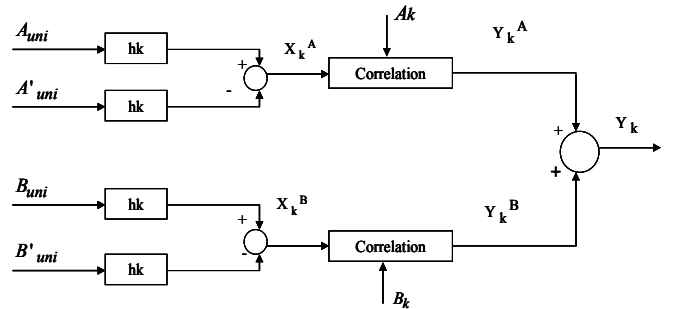 A_uni hk
+ X_k^A
Ak
Correlation
Y_k^A
A'_uni hk
-
+
Y_k
+
B_uni hk
+ X_k^B
Correlation
Y_k^B
B'_uni hk
-
B_k